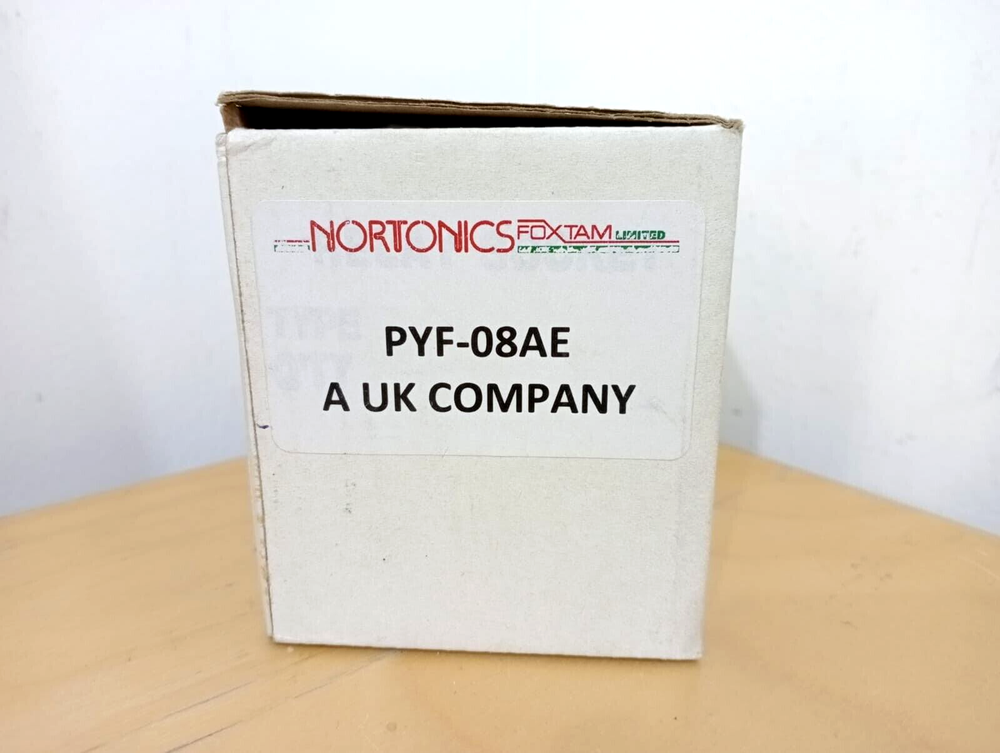 NORTONICS FOXTAM LIMITED
PYF-08AE
A UK COMPANY